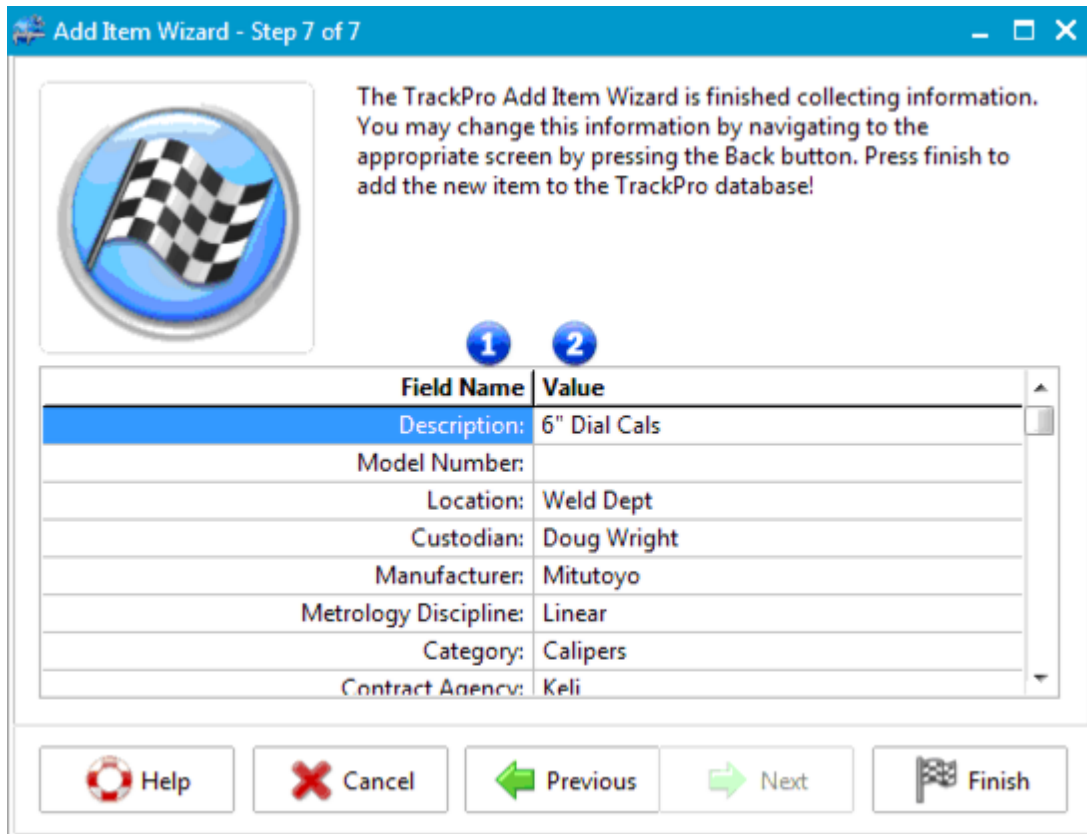 Add Item Wizard - Step 7 of 7
The TrackPro Add Item Wizard is finished collecting information.
You may change this information by navigating to the
appropriate screen by pressing the Back button. Press finish to
add the new item to the TrackPro database!
1 2
Field Name Value
Description: 6" Dial Cals
Model Number:
Location: Weld Dept
Custodian: Doug Wright
Manufacturer: Mitutoyo
Metrology Discipline: Linear
Category: Calipers
Contract Agency: Keli
Help Cancel Previous Next Finish